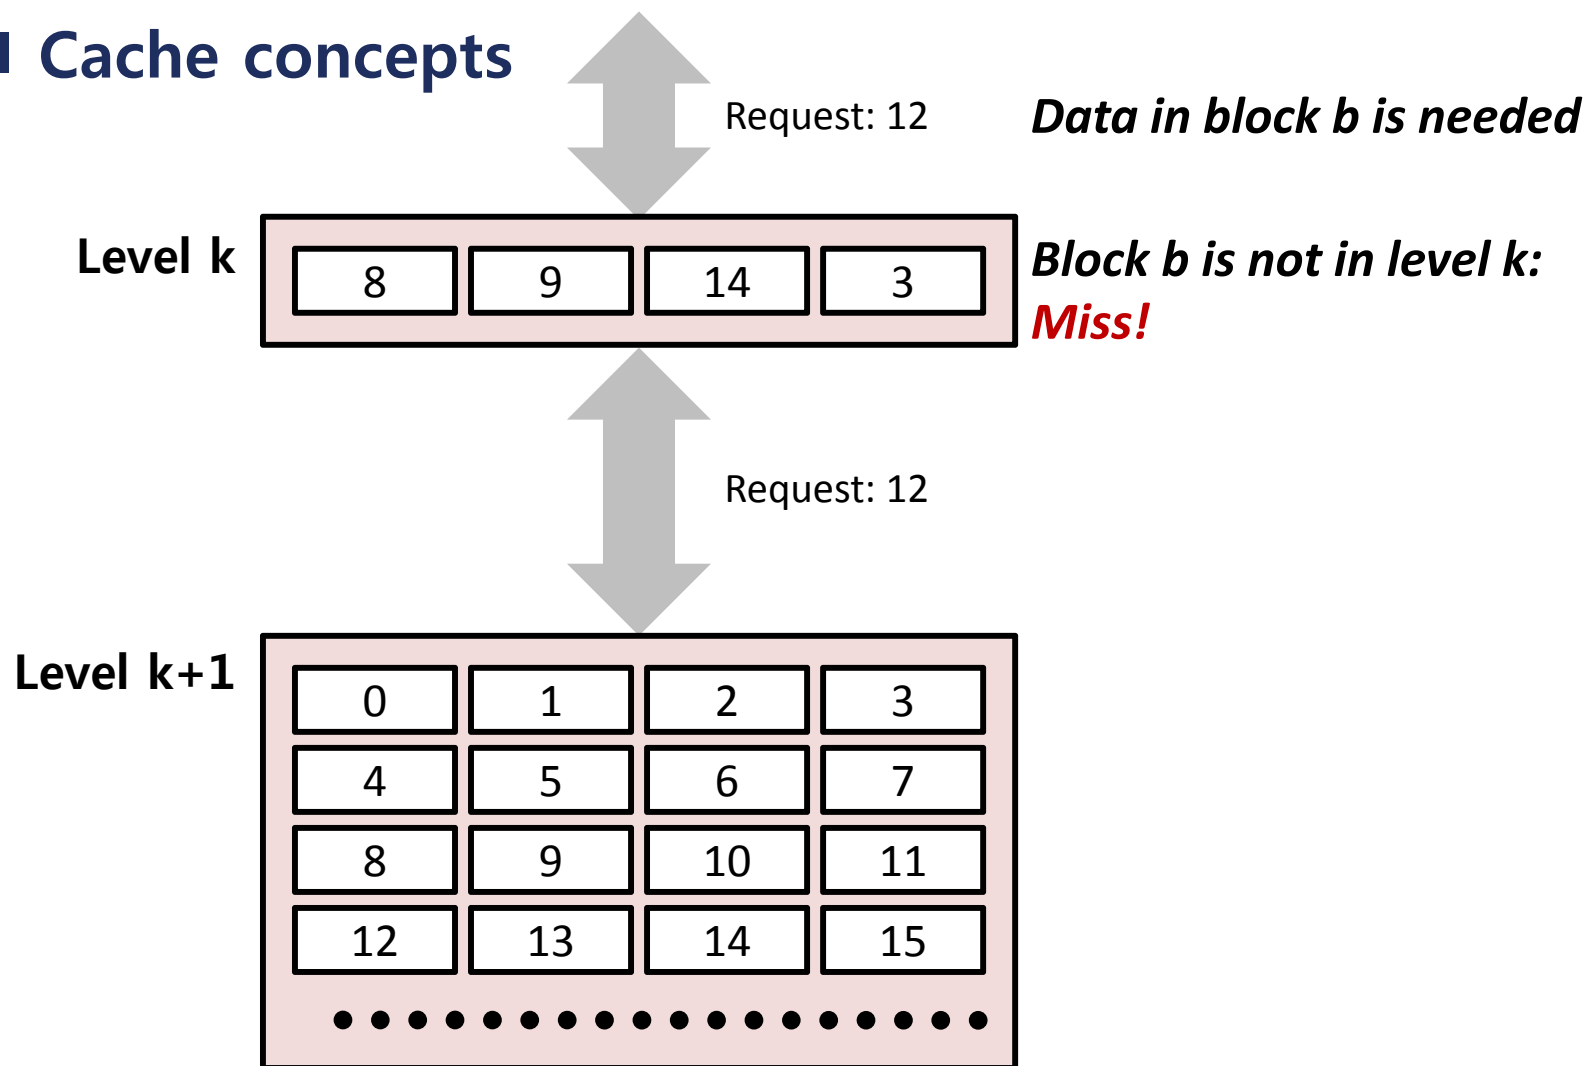 Cache concepts
Request: 12
Data in block b is needed
Level k
8 9 14 3
Block b is not in level k:
Miss!
Request: 12
Level k+1
0 1 2 3
4 5 6 7
8 9 10 11
12 13 14 15